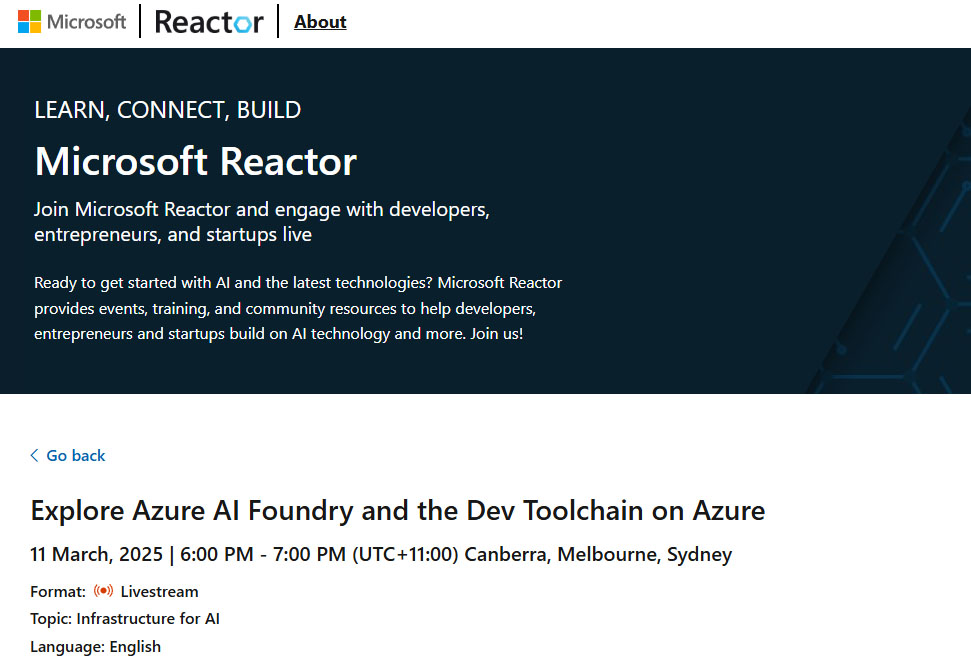 Microsoft | Reactor | About
LEARN, CONNECT, BUILD
Microsoft Reactor
Join Microsoft Reactor and engage with developers,
entrepreneurs, and startups live
Ready to get started with AI and the latest technologies? Microsoft Reactor
provides events, training, and community resources to help developers,
entrepreneurs and startups build on AI technology and more. Join us!
Go back
Explore Azure AI Foundry and the Dev Toolchain on Azure
11 March, 2025 | 6:00 PM - 7:00 PM (UTC+11:00) Canberra, Melbourne, Sydney
Format: Livestream
Topic: Infrastructure for AI
Language: English